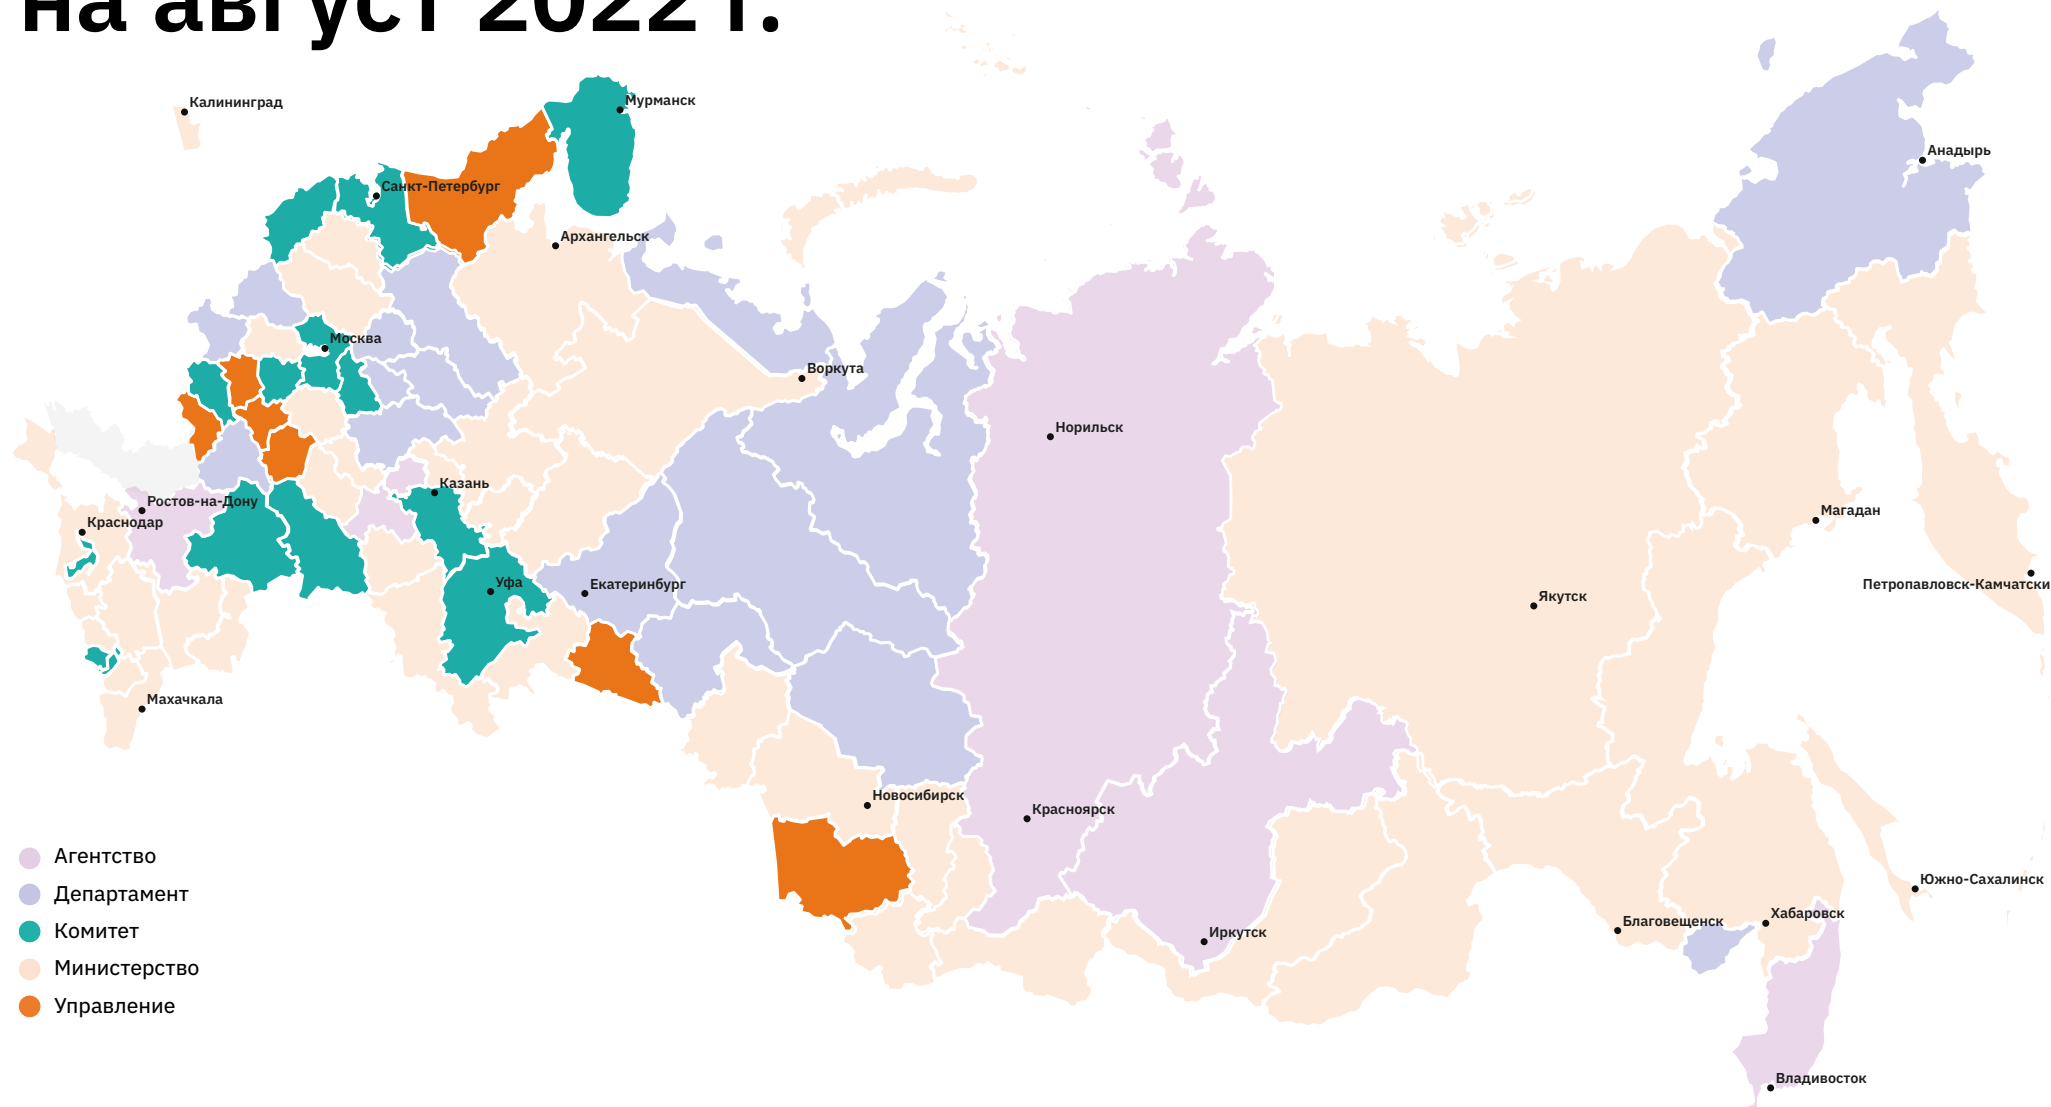 на август 2022 г.
Калининград
Мурманск
Анадырь
Санкт-Петербург
Архангельск
Москва
Воркута
Норильск
Казань
Ростов-на-Дону
Краснодар
Магадан
Уфа
Екатеринбург
Петропавловск-Камчатски
Якутск
Махачкала
Новосибирск
Красноярск
Агентство
Департамент
Комитет
Министерство
Управление
Южно-Сахалинск
Хабаровск
Благовещенск
Иркутск
Владивосток